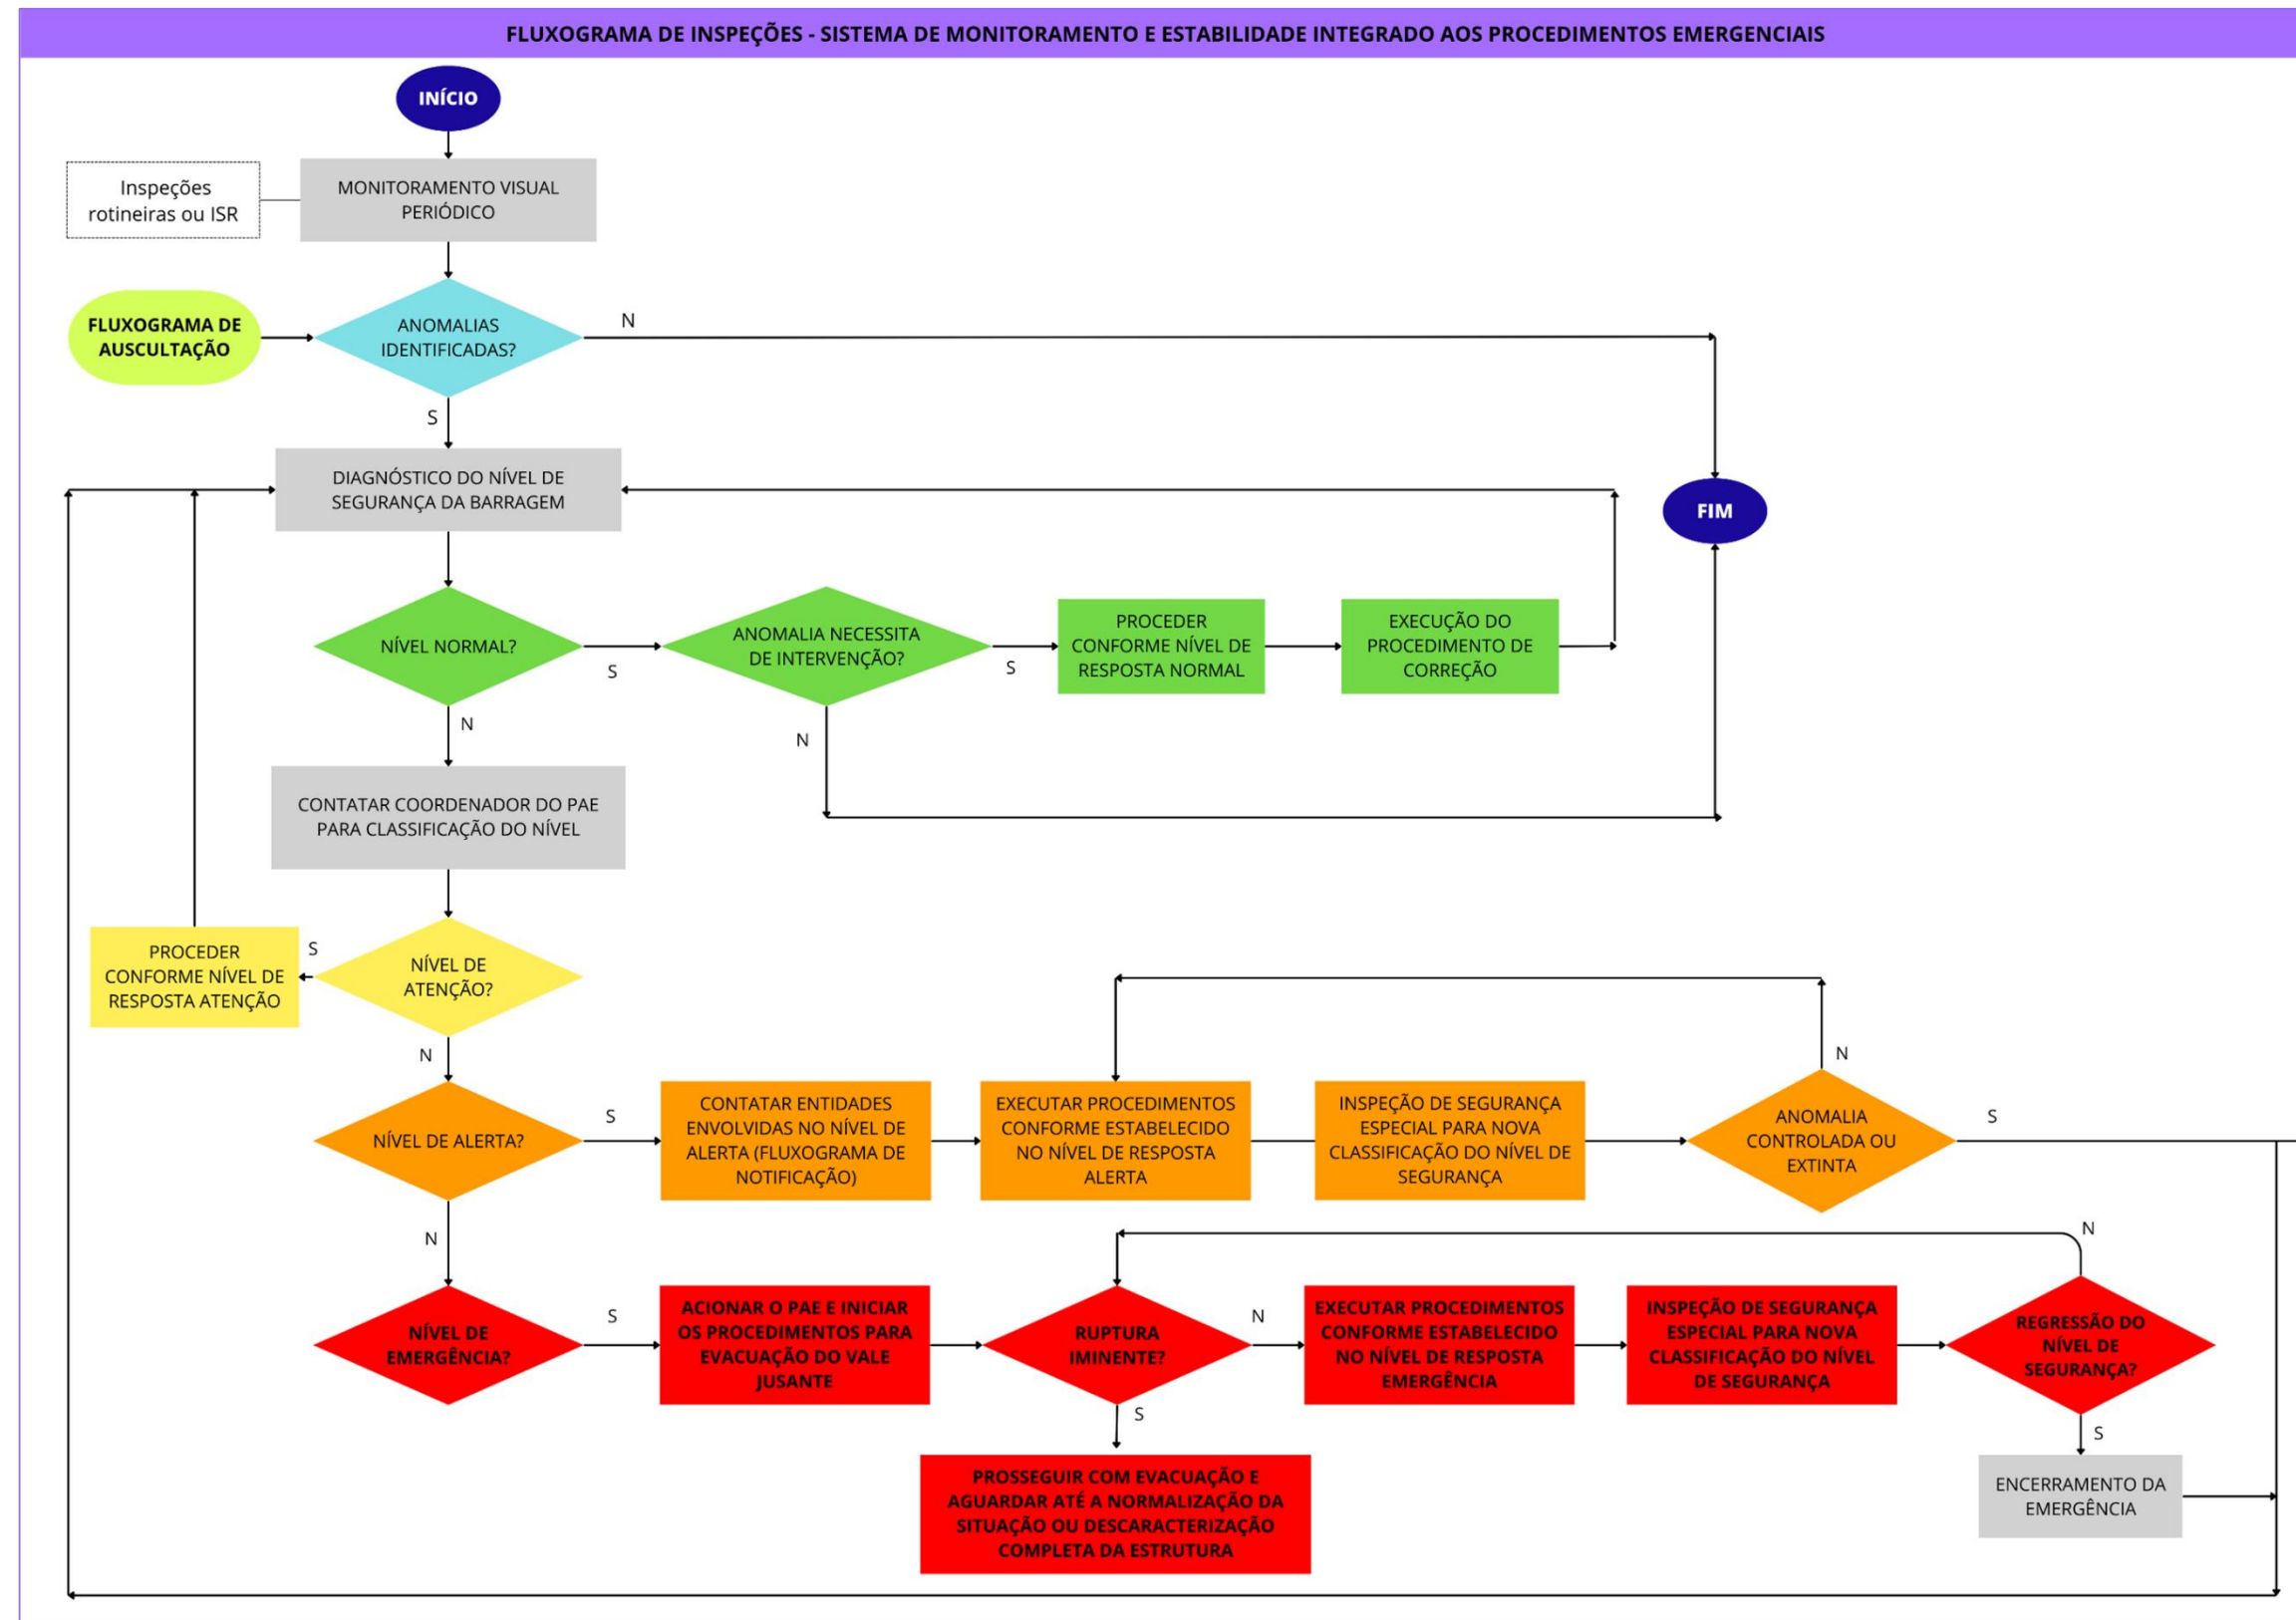 FLUXOGRAMA DE INSPEÇÕES - SISTEMA DE MONITORAMENTO E ESTABILIDADE INTEGRADO AOS PROCEDIMENTOS EMERGENCIAIS
INÍCIO
Inspeções
rotineiras ou ISR
MONITORAMENTO VISUAL
PERIÓDICO
FLUXOGRAMA DE
AUSCULTAÇÃO
ANOMALIAS
IDENTIFICADAS?
N
S
DIAGNÓSTICO DO NÍVEL DE
SEGURANÇA DA BARRAGEM
FIM
NÍVEL NORMAL?
S
ANOMALIA NECESSITA
DE INTERVENÇÃO?
S
PROCEDER
CONFORME NÍVEL DE
RESPOSTA NORMAL
EXECUÇÃO DO
PROCEDIMENTO DE
CORREÇÃO
N
N
CONTATAR COORDENADOR DO PAE
PARA CLASSIFICAÇÃO DO NÍVEL
PROCEDER
CONFORME NÍVEL DE
RESPOSTA ATENÇÃO
S
NÍVEL DE
ATENÇÃO?
N
NÍVEL DE ALERTA?
S
CONTATAR ENTIDADES
ENVOLVIDAS NO NÍVEL DE
ALERTA (FLUXOGRAMA DE
NOTIFICAÇÃO)
EXECUTAR PROCEDIMENTOS
CONFORME ESTABELECIDO
NO NÍVEL DE RESPOSTA
ALERTA
INSPEÇÃO DE SEGURANÇA
ESPECIAL PARA NOVA
CLASSIFICAÇÃO DO NÍVEL DE
SEGURANÇA
N
ANOMALIA
CONTROLADA OU
EXTINTA
S
N
NÍVEL DE
EMERGÊNCIA?
S
ACIONAR O PAE E INICIAR
OS PROCEDIMENTOS PARA
EVACUAÇÃO DO VALE
JUSANTE
RUPTURA
IMINENTE?
N
EXECUTAR PROCEDIMENTOS
CONFORME ESTABELECIDO
NO NÍVEL DE RESPOSTA
EMERGÊNCIA
INSPEÇÃO DE SEGURANÇA
ESPECIAL PARA NOVA
CLASSIFICAÇÃO DO NÍVEL
DE SEGURANÇA
N
REGRESSÃO DO
NÍVEL DE
SEGURANÇA?
S
S
PROSSEGUIR COM EVACUAÇÃO E
AGUARDAR ATÉ A NORMALIZAÇÃO DA
SITUAÇÃO OU DESCARACTERIZAÇÃO
COMPLETA DA ESTRUTURA
ENCERRAMENTO DA
EMERGÊNCIA